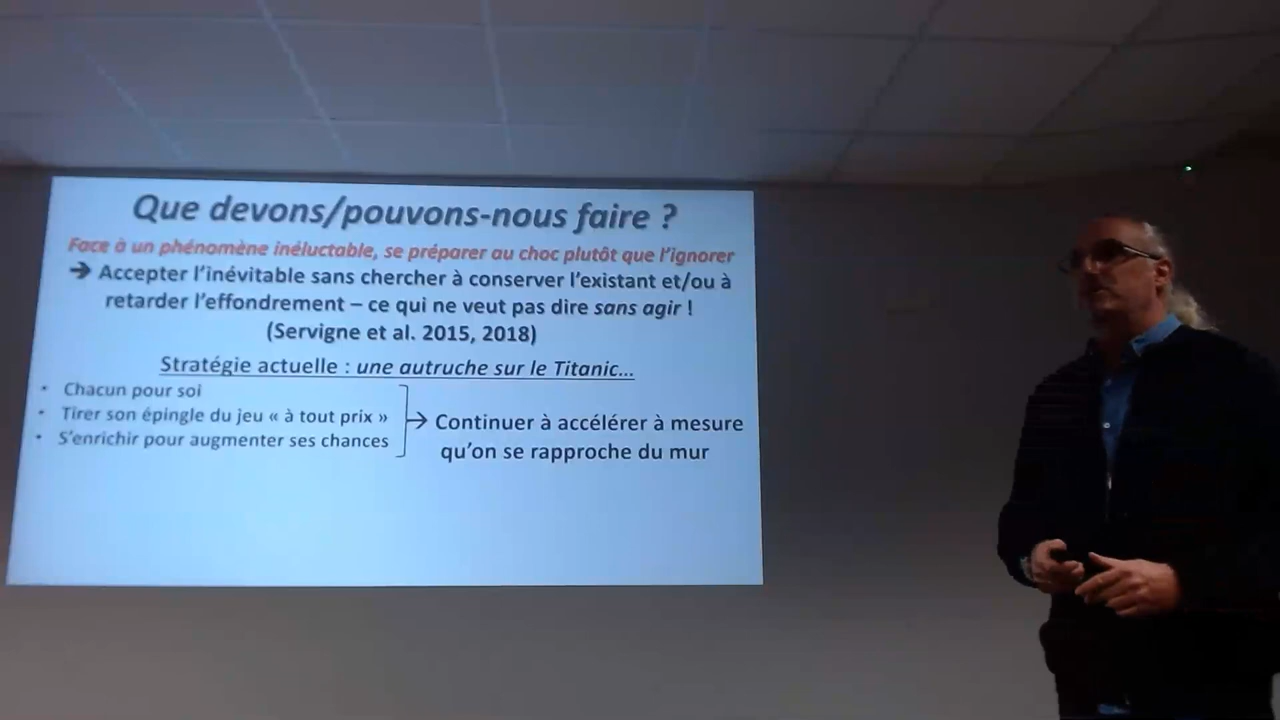 Que devons/pouvons-nous faire ?
Face à un phénomène inéluctable, se préparer au choc plutôt que l'ignorer
➔ Accepter l'inévitable sans chercher à conserver l'existant et/ou à
retarder l'effondrement – ce qui ne veut pas dire sans agir !
(Servigne et al. 2015, 2018)
Stratégie actuelle : une autruche sur le Titanic...
• Chacun pour soi
• Tirer son épingle du jeu « à tout prix »
• S'enrichir pour augmenter ses chances
→ Continuer à accélérer à mesure
qu'on se rapproche du mur